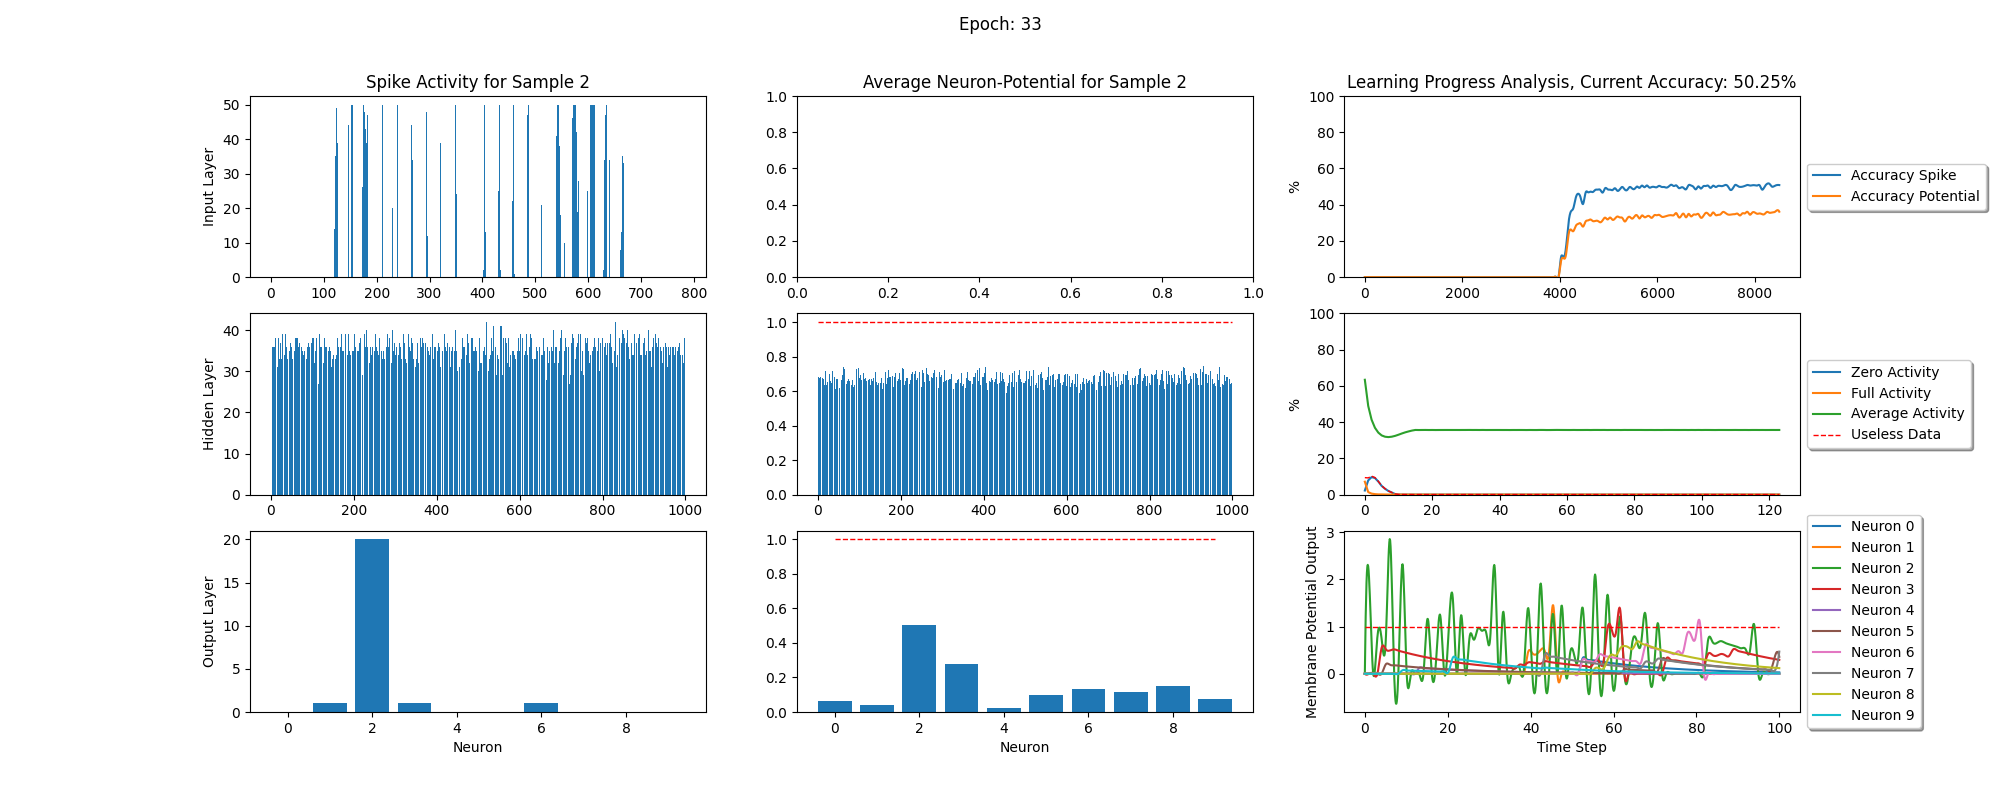 Epoch: 33
Spike Activity for Sample 2
Average Neuron-Potential for Sample 2
Learning Progress Analysis, Current Accuracy: 50.25%
Input Layer
50
40
30
20
10
0
0 100 200 300 400 500 600 700 800
1.0
0.8
0.6
0.4
0.2
0.0
0.0 0.2 0.4 0.6 0.8 1.0
%
100
80
60
40
20
0
0 2000 4000 6000 8000
Accuracy Spike
Accuracy Potential
Hidden Layer
40
30
20
10
0
0 200 400 600 800 1000
1.0
0.8
0.6
0.4
0.2
0.0
0 200 400 600 800 1000
%
100
80
60
40
20
0
0 20 40 60 80 100 120
Zero Activity
Full Activity
Average Activity
Useless Data
Output Layer
20
15
10
5
0
0 2 4 6 8
Neuron
1.0
0.8
0.6
0.4
0.2
0.0
0 2 4 6 8
Neuron
Membrane Potential Output
3
2
1
0
0 20 40 60 80 100
Time Step
Neuron 0
Neuron 1
Neuron 2
Neuron 3
Neuron 4
Neuron 5
Neuron 6
Neuron 7
Neuron 8
Neuron 9